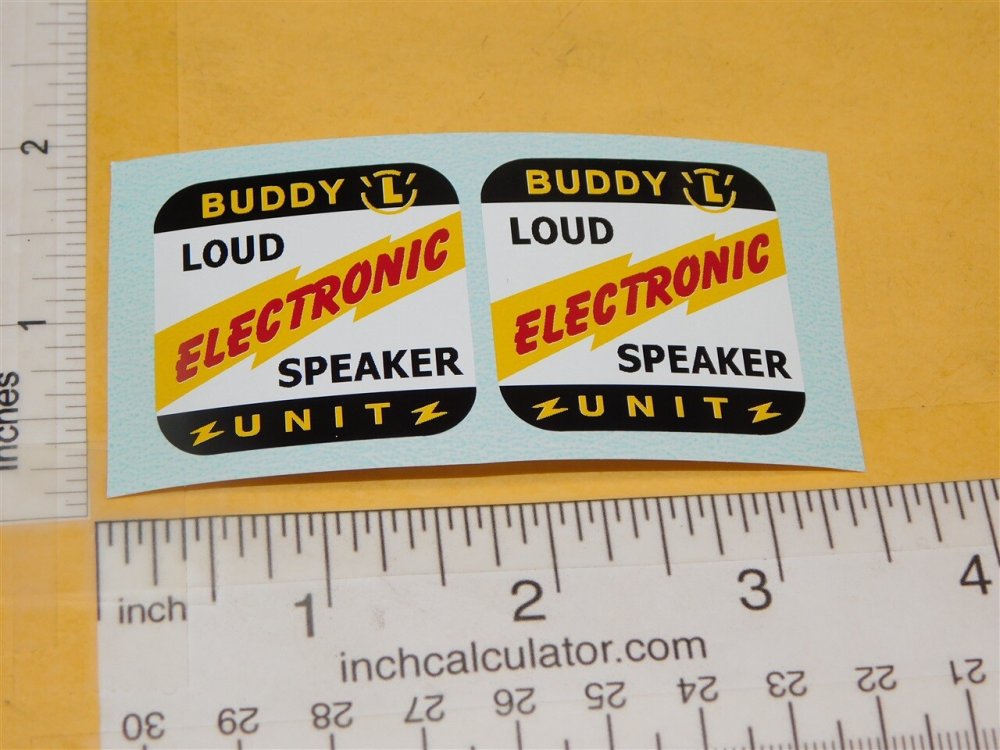 2
1
inches
BUDDY 'L'
LOUD
ELECTRONIC
SPEAKER
UNIT
BUDDY 'L'
LOUD
ELECTRONIC
SPEAKER
UNIT
inch 1 2 3 4
inchcalculator.com
30 29 28 27 26 25 24 23 22 21